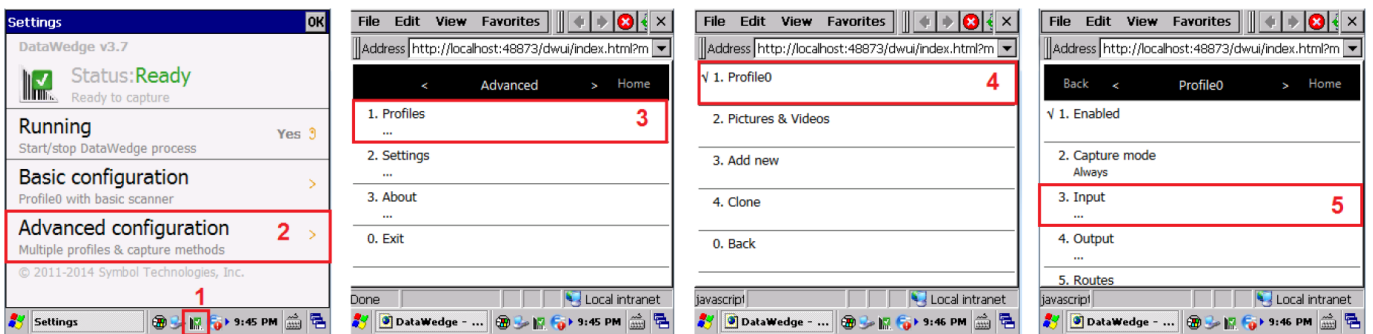 Settings
OK
DataWedge v3.7
Status:Ready
Ready to capture
Running
Yes
Start/stop DataWedge process
Basic configuration
>
Profile0 with basic scanner
Advanced configuration
2
>
Multiple profiles & capture methods
© 2011-2014 Symbol Technologies, Inc.
1
Settings
9:45 PM
File Edit View Favorites
Address http://localhost:48873/dwui/index.html?m
< Advanced > Home
1. Profiles
...
3
2. Settings
...
3. About
...
0. Exit
Done
Local intranet
DataWedge - ...
9:45 PM
File Edit View Favorites
Address http://localhost:48873/dwui/index.html?m
√ 1. Profile0
4
2. Pictures & Videos
3. Add new
4. Clone
0. Back
javascript
Local intranet
DataWedge - ...
9:46 PM
File Edit View Favorites
Address http://localhost:48873/dwui/index.html?m
Back < Profile0 > Home
√ 1. Enabled
2. Capture mode
Always
3. Input
...
5
4. Output
...
5. Routes
javascript
Local intranet
DataWedge - ...
9:46 PM